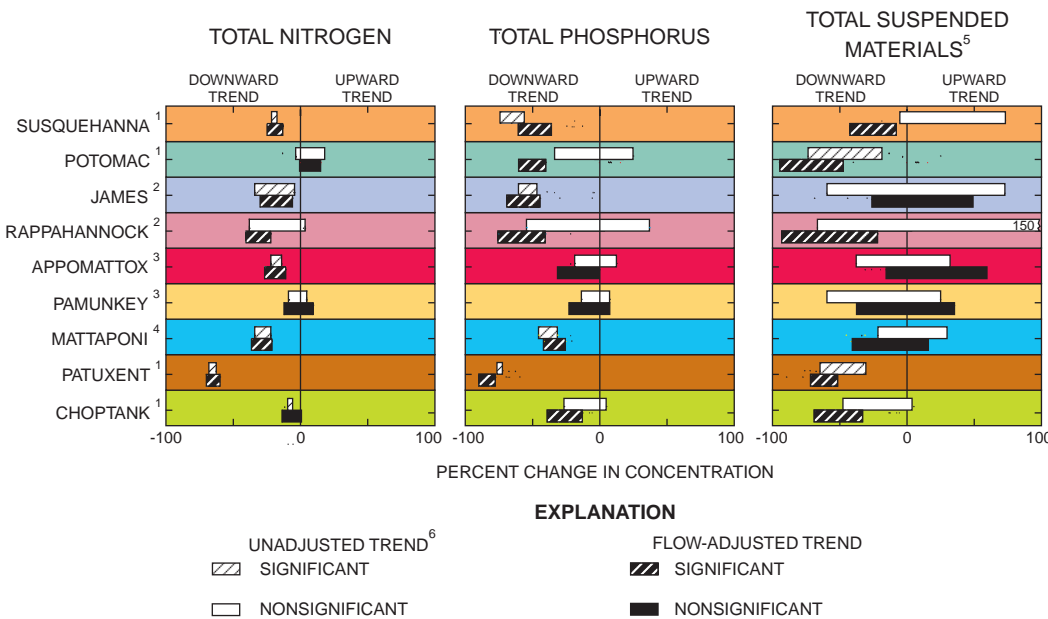 TOTAL NITROGEN
TOTAL PHOSPHORUS
TOTAL SUSPENDED
MATERIALS5
DOWNWARD
TREND
UPWARD
TREND
DOWNWARD
TREND
UPWARD
TREND
DOWNWARD
TREND
UPWARD
TREND
SUSQUEHANNA 1
POTOMAC 1
JAMES 2
RAPPAHANNOCK 2
150
APPOMATTOX 3
PAMUNKEY 3
MATTAPONI 4
PATUXENT 1
CHOPTANK 1
-100 0 100
-100 0 100
-100 0 100
PERCENT CHANGE IN CONCENTRATION
EXPLANATION
UNADJUSTED TREND6
SIGNIFICANT
NONSIGNIFICANT
FLOW-ADJUSTED TREND
SIGNIFICANT
NONSIGNIFICANT